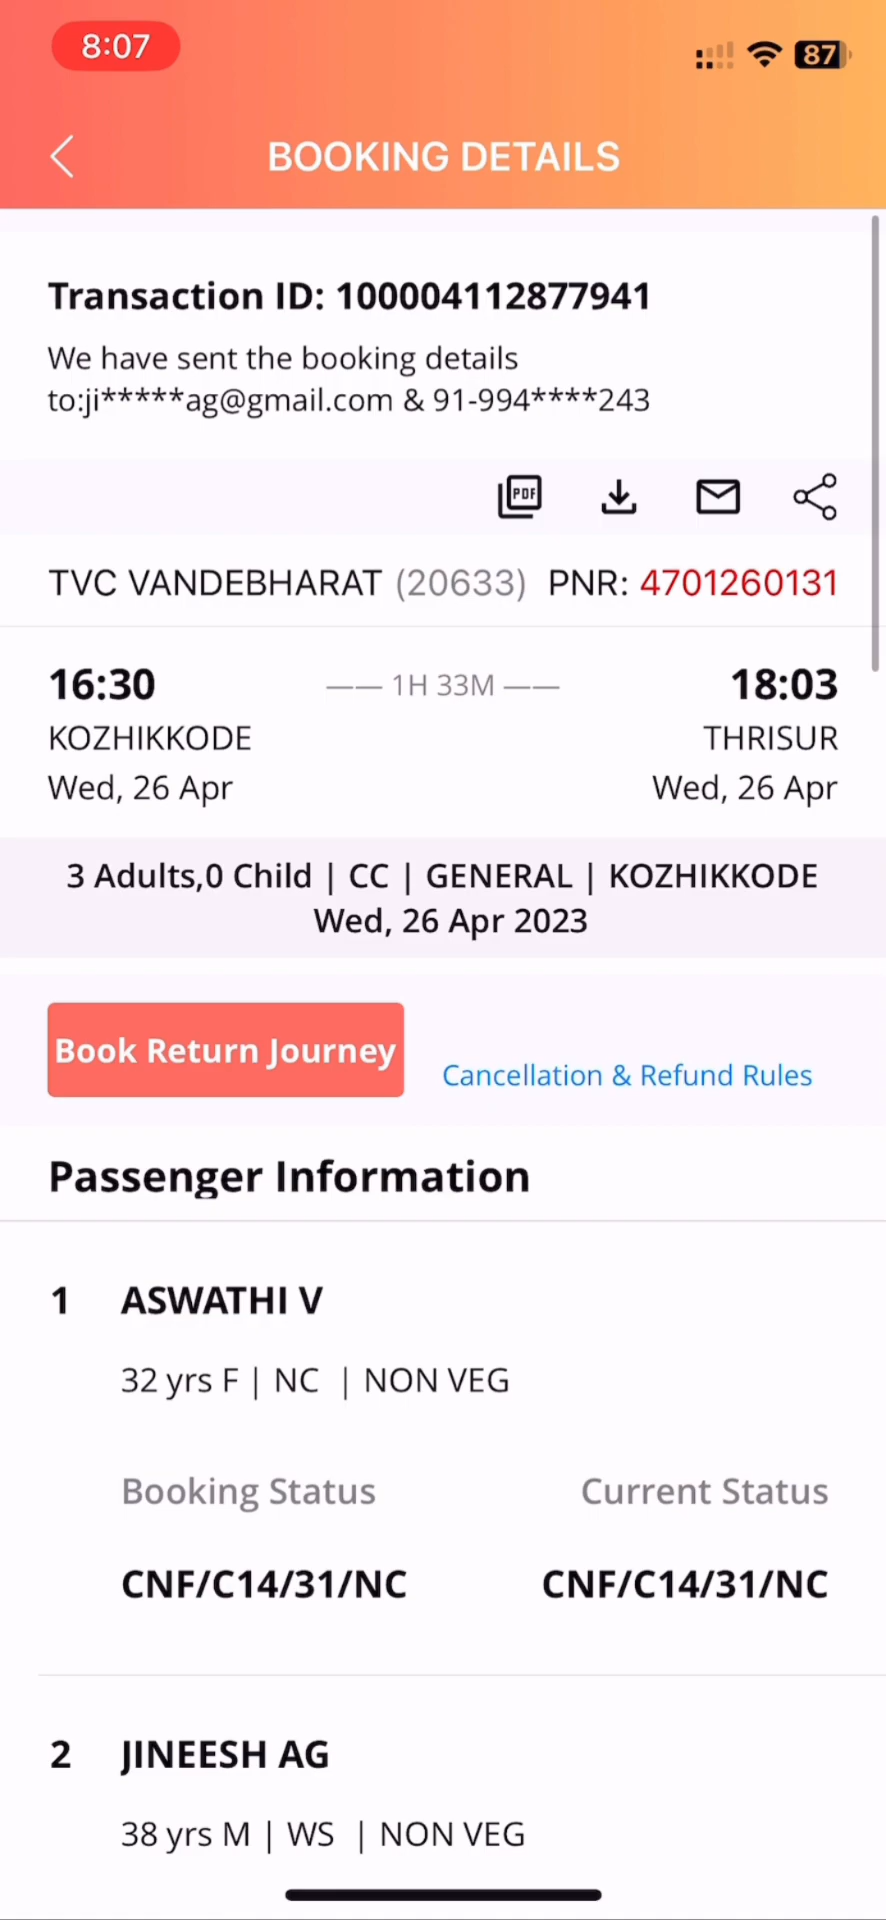 8:07
87
BOOKING DETAILS
Transaction ID: 100004112877941
We have sent the booking details
to:ji*****ag@gmail.com & 91-994****243
PDF
TVC VANDEBHARAT (20633) PNR: 4701260131
16:30 —— 1H 33M —— 18:03
KOZHIKKODE THRISUR
Wed, 26 Apr Wed, 26 Apr
3 Adults,0 Child | CC | GENERAL | KOZHIKKODE
Wed, 26 Apr 2023
Book Return Journey
Cancellation & Refund Rules
Passenger Information
1 ASWATHI V
32 yrs F | NC | NON VEG
Booking Status Current Status
CNF/C14/31/NC CNF/C14/31/NC
2 JINEESH AG
38 yrs M | WS | NON VEG